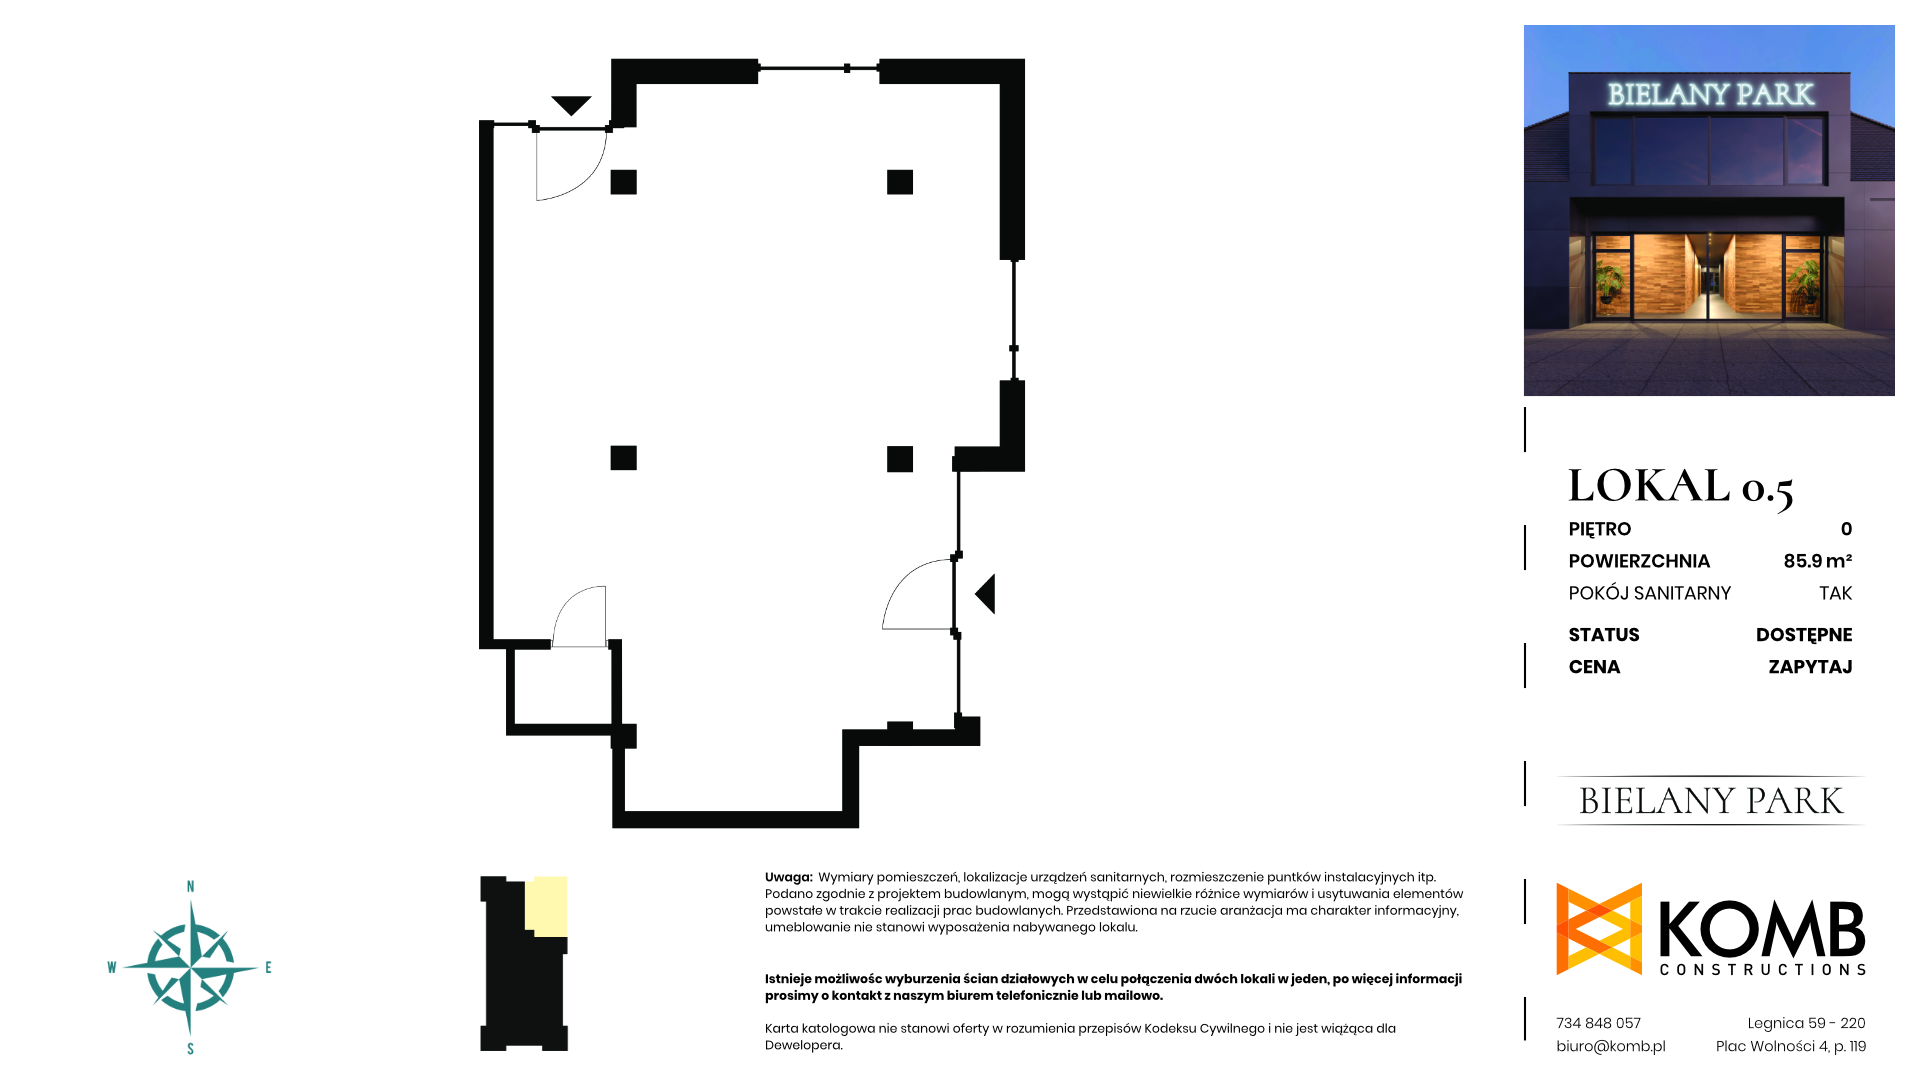 BIELANY PARK
LOKAL 0.5
PIĘTRO 0
POWIERZCHNIA 85.9 m²
POKÓJ SANITARNY TAK
STATUS DOSTĘPNE
CENA ZAPYTAJ
BIELANY PARK
KOMB
CONSTRUCTIONS
734 848 057 Legnica 59 - 220
biuro@komb.pl Plac Wolności 4, p. 119
N
W E
S
Uwaga: Wymiary pomieszczeń, lokalizacje urządzeń sanitarnych, rozmieszczenie puntków instalacyjnych itp.
Podano zgodnie z projektem budowlanym, mogą wystąpić niewielkie różnice wymiarów i usytuwania elementów
powstałe w trakcie realizacji prac budowlanych. Przedstawiona na rzucie aranżacja ma charakter informacyjny,
umeblowanie nie stanowi wyposażenia nabywanego lokalu.
Istnieje możliwośc wyburzenia ścian działowych w celu połączenia dwóch lokali w jeden, po więcej informacji
prosimy o kontakt z naszym biurem telefonicznie lub mailowo.
Karta katologowa nie stanowi oferty w rozumienia przepisów Kodeksu Cywilnego i nie jest wiążąca dla
Dewelopera.